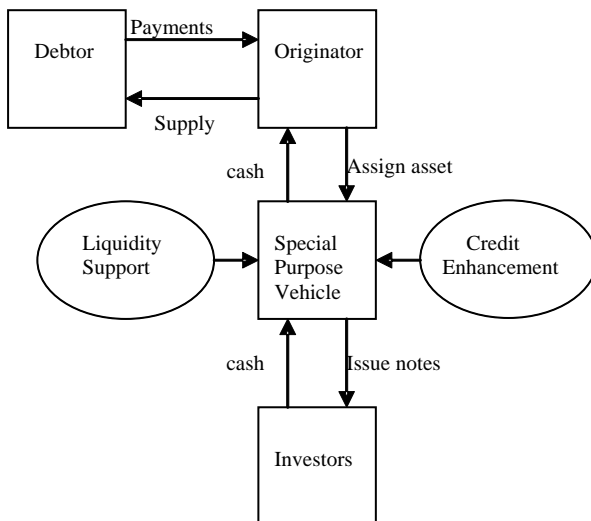 Payments
Debtor
Originator
Supply
cash
Assign asset
Liquidity
Support
Special
Purpose
Vehicle
Credit
Enhancement
cash
Issue notes
Investors